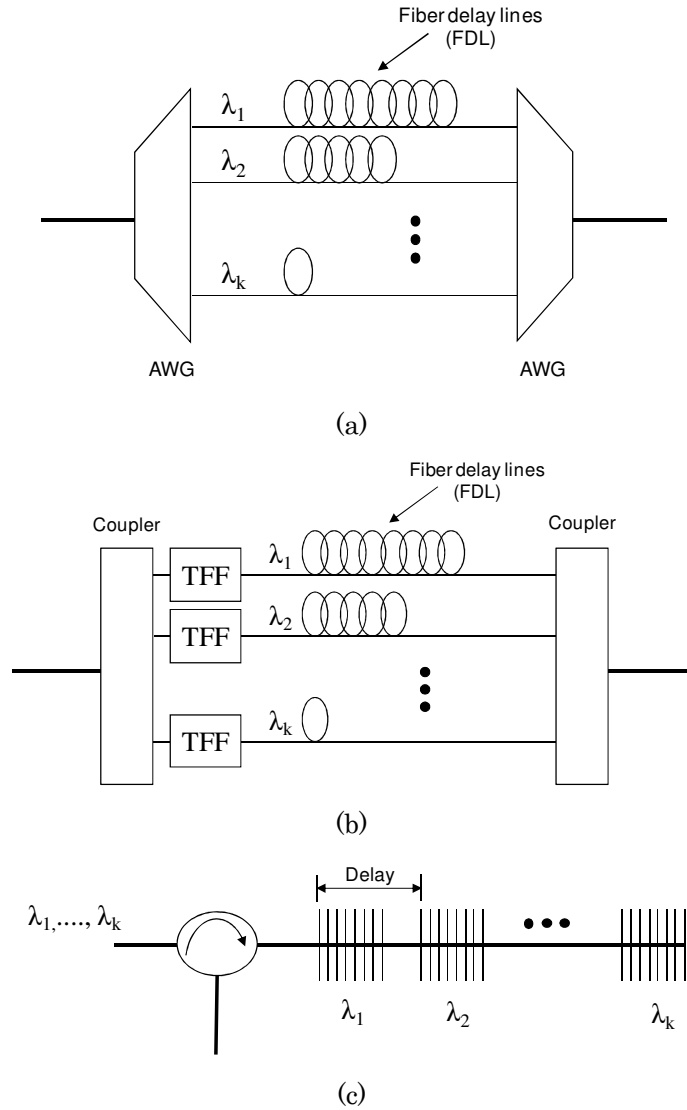 Fiber delay lines
(FDL)
λ1
λ2
λk
AWG
AWG
(a)
Fiber delay lines
(FDL)
Coupler
Coupler
TFF
λ1
TFF
λ2
TFF
λk
(b)
Delay
λ1,...., λk
λ1
λ2
λk
(c)